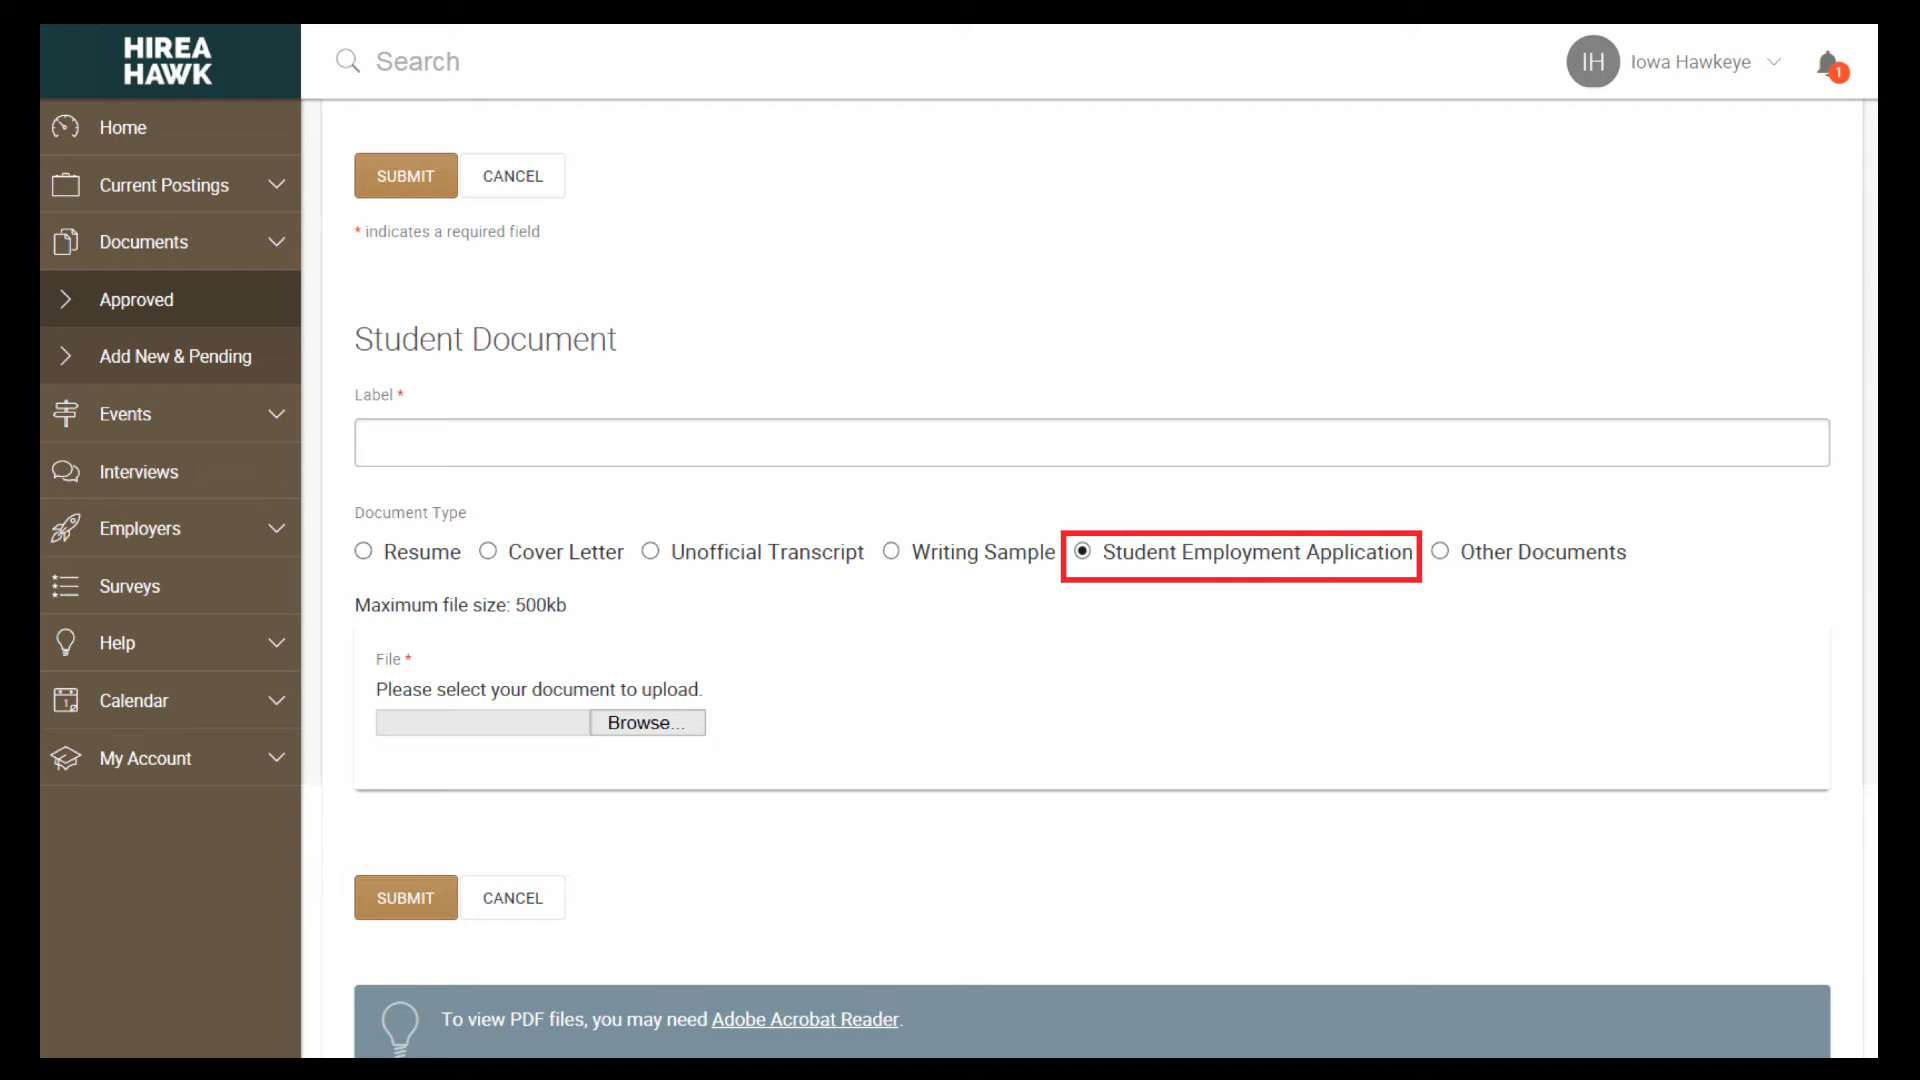 HIREA
HAWK
Search
IH
Iowa Hawkeye
1
Home
Current Postings
Documents
Approved
Add New & Pending
Events
Interviews
Employers
Surveys
Help
1
Calendar
My Account
SUBMIT
CANCEL
* indicates a required field
Student Document
Label *
Document Type
Resume Cover Letter Unofficial Transcript Writing Sample Student Employment Application Other Documents
Maximum file size: 500kb
File *
Please select your document to upload.
Browse...
SUBMIT
CANCEL
To view PDF files, you may need Adobe Acrobat Reader.